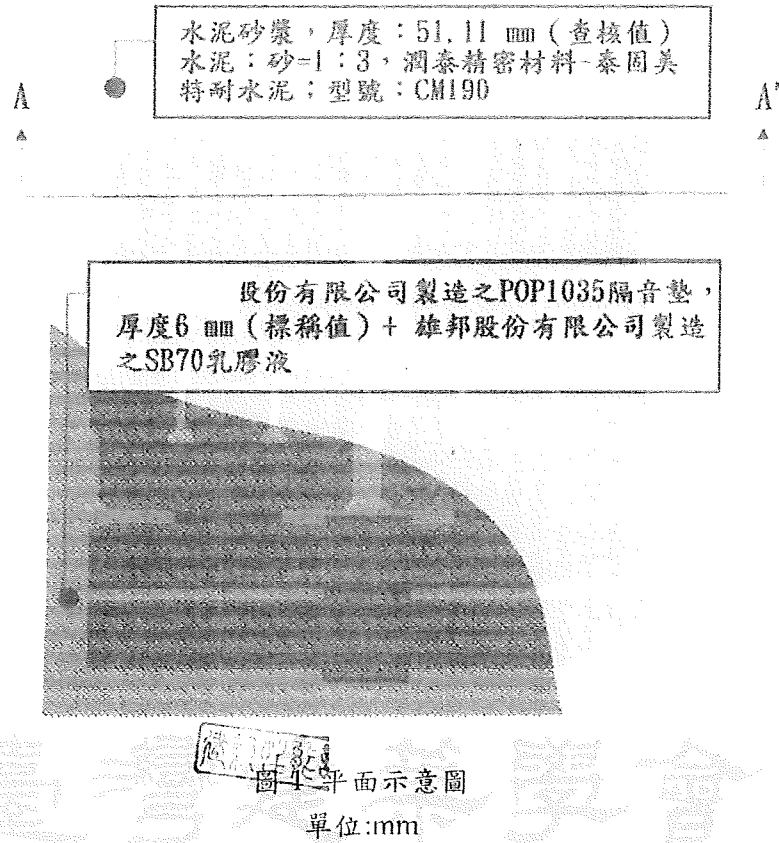 水泥砂漿，厚度：51.11 mm（查核值）
水泥：砂=1：3，潤泰精密材料-泰固美
特耐水泥；型號：CM190
A
A'
股份有限公司製造之POP1035隔音墊，
厚度6 mm（標稱值）+ 雄邦股份有限公司製造
之SB70乳膠液
圖4 平面示意圖
單位:mm